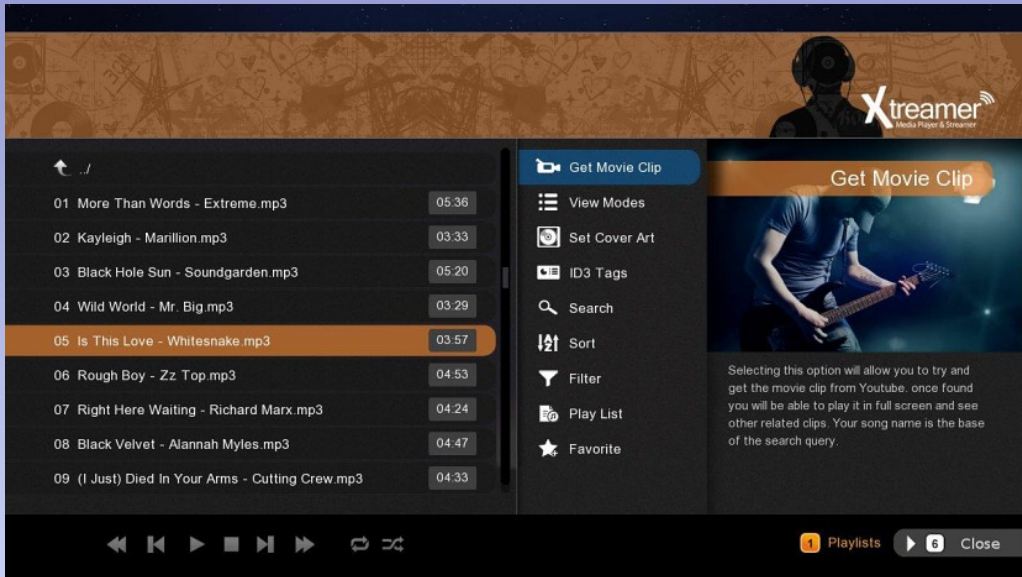 Xtreamer
Media Player & Streamer
../
01 More Than Words - Extreme.mp3 05:36
02 Kayleigh - Marillion.mp3 03:33
03 Black Hole Sun - Soundgarden.mp3 05:20
04 Wild World - Mr. Big.mp3 03:29
05 Is This Love - Whitesnake.mp3 03:57
06 Rough Boy - Zz Top.mp3 04:53
07 Right Here Waiting - Richard Marx.mp3 04:24
08 Black Velvet - Alannah Myles.mp3 04:47
09 (I Just) Died In Your Arms - Cutting Crew.mp3 04:33
Get Movie Clip
View Modes
Set Cover Art
ID3 Tags
Search
Sort
Filter
Play List
Favorite
Get Movie Clip
Selecting this option will allow you to try and
get the movie clip from Youtube. once found
you will be able to play it in full screen and see
other related clips. Your song name is the base
of the search query.
1 Playlists
6 Close